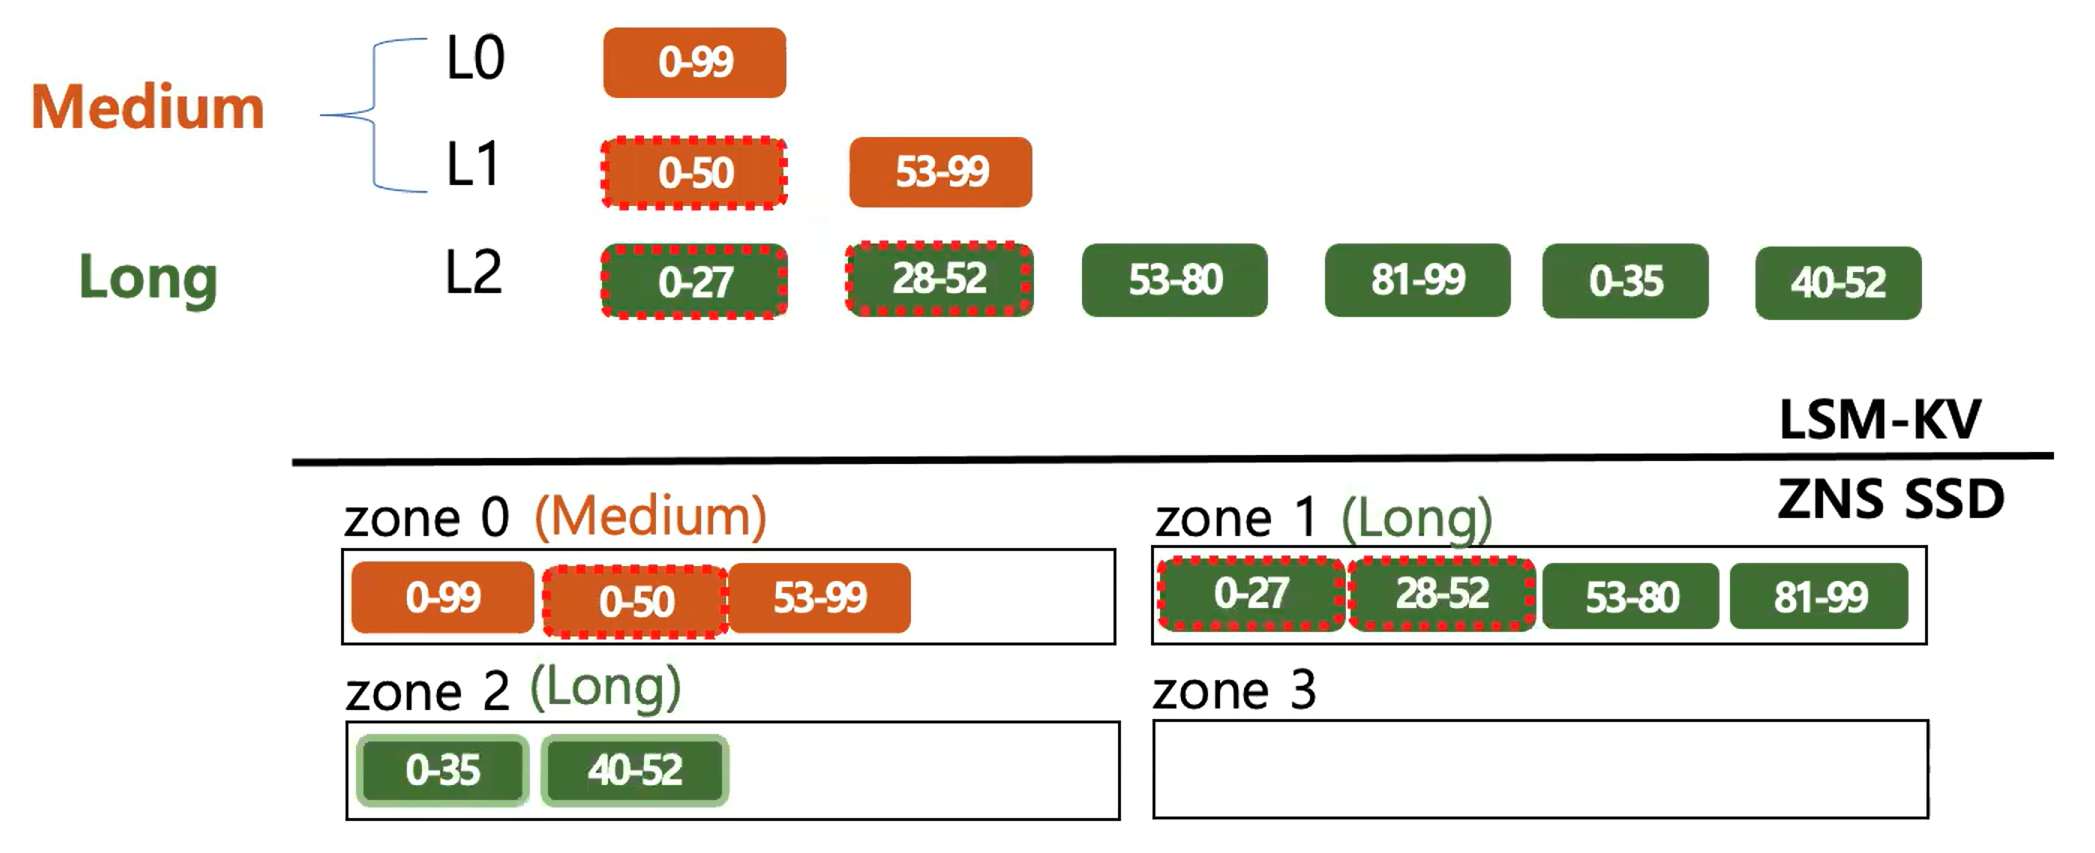 Medium
L0
0-99
L1
0-50
53-99
Long
L2
0-27
28-52
53-80
81-99
0-35
40-52
LSM-KV
ZNS SSD
zone 0 (Medium)
0-99
0-50
53-99
zone 1 (Long)
0-27
28-52
53-80
81-99
zone 2 (Long)
0-35
40-52
zone 3